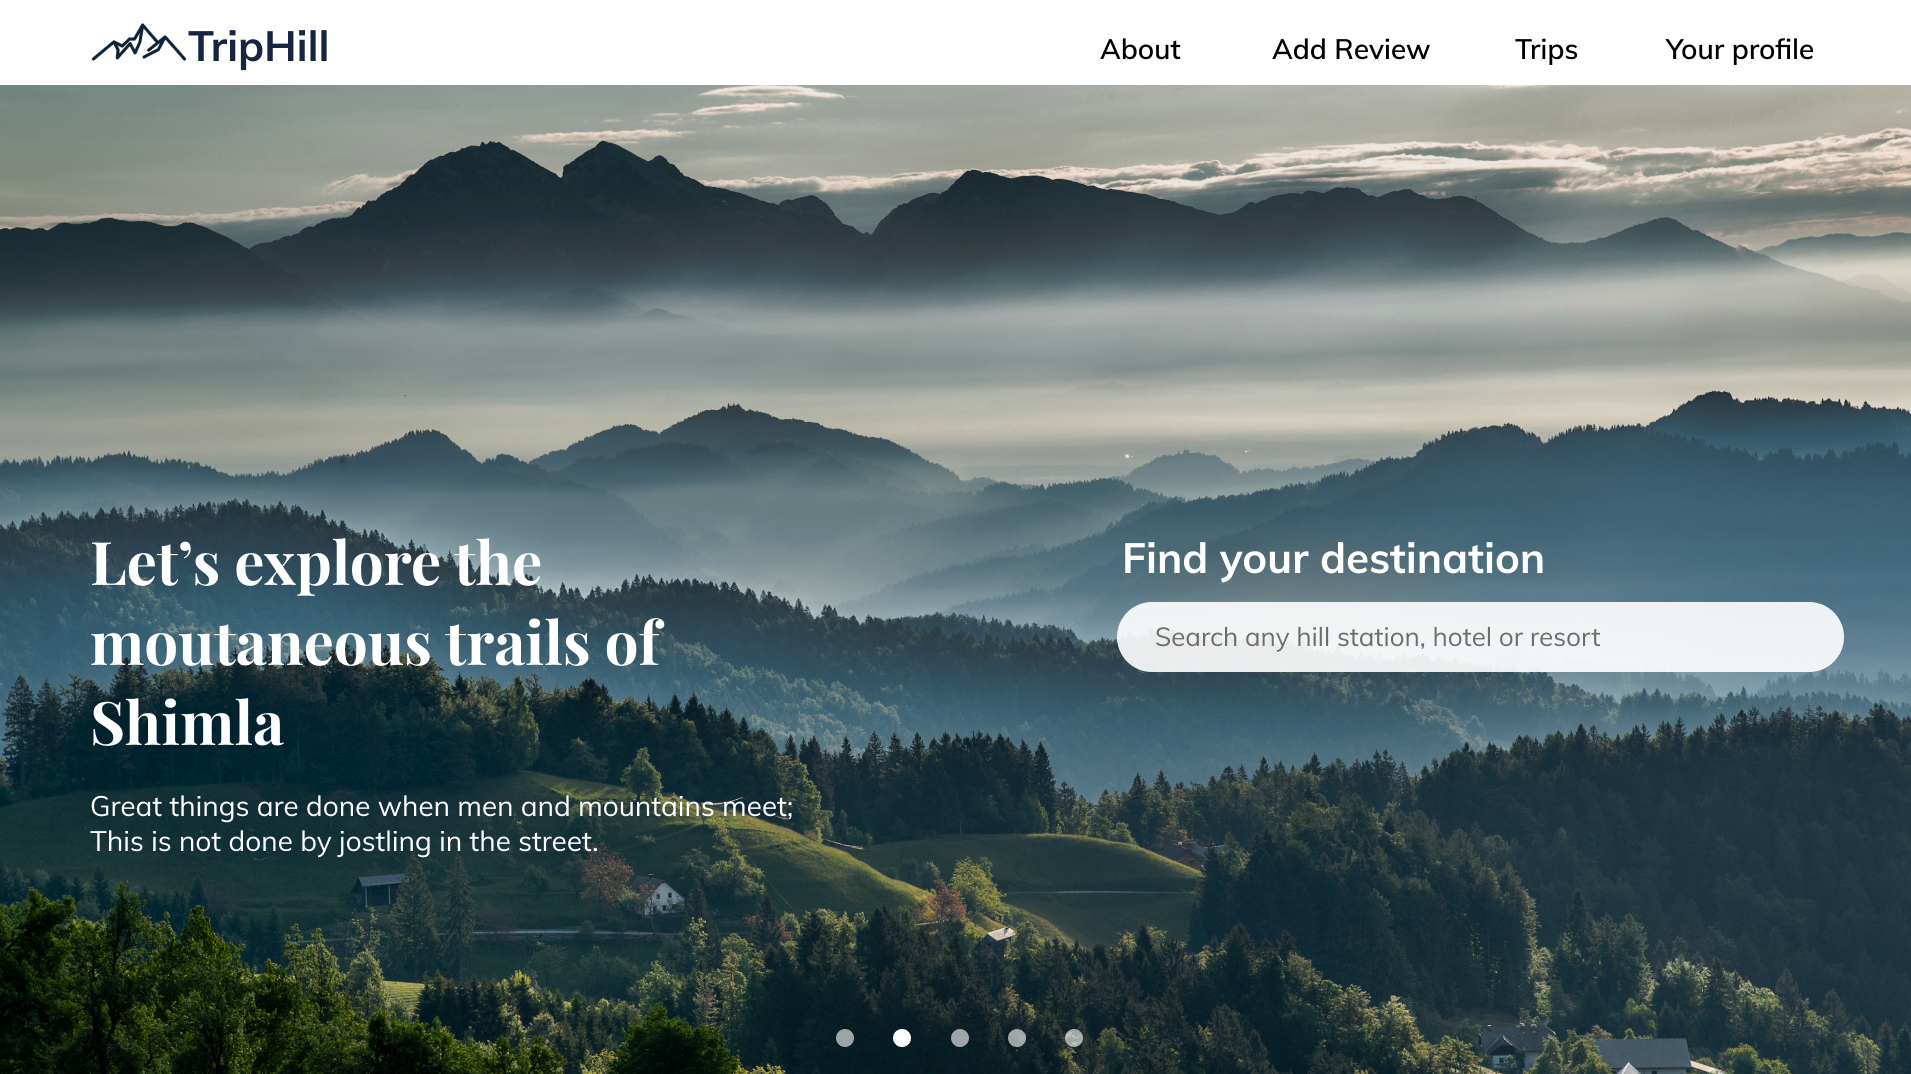 TripHill
About
Add Review
Trips
Your profile
Let’s explore the
moutaneous trails of
Shimla
Great things are done when men and mountains meet;
This is not done by jostling in the street.
Find your destination
Search any hill station, hotel or resort